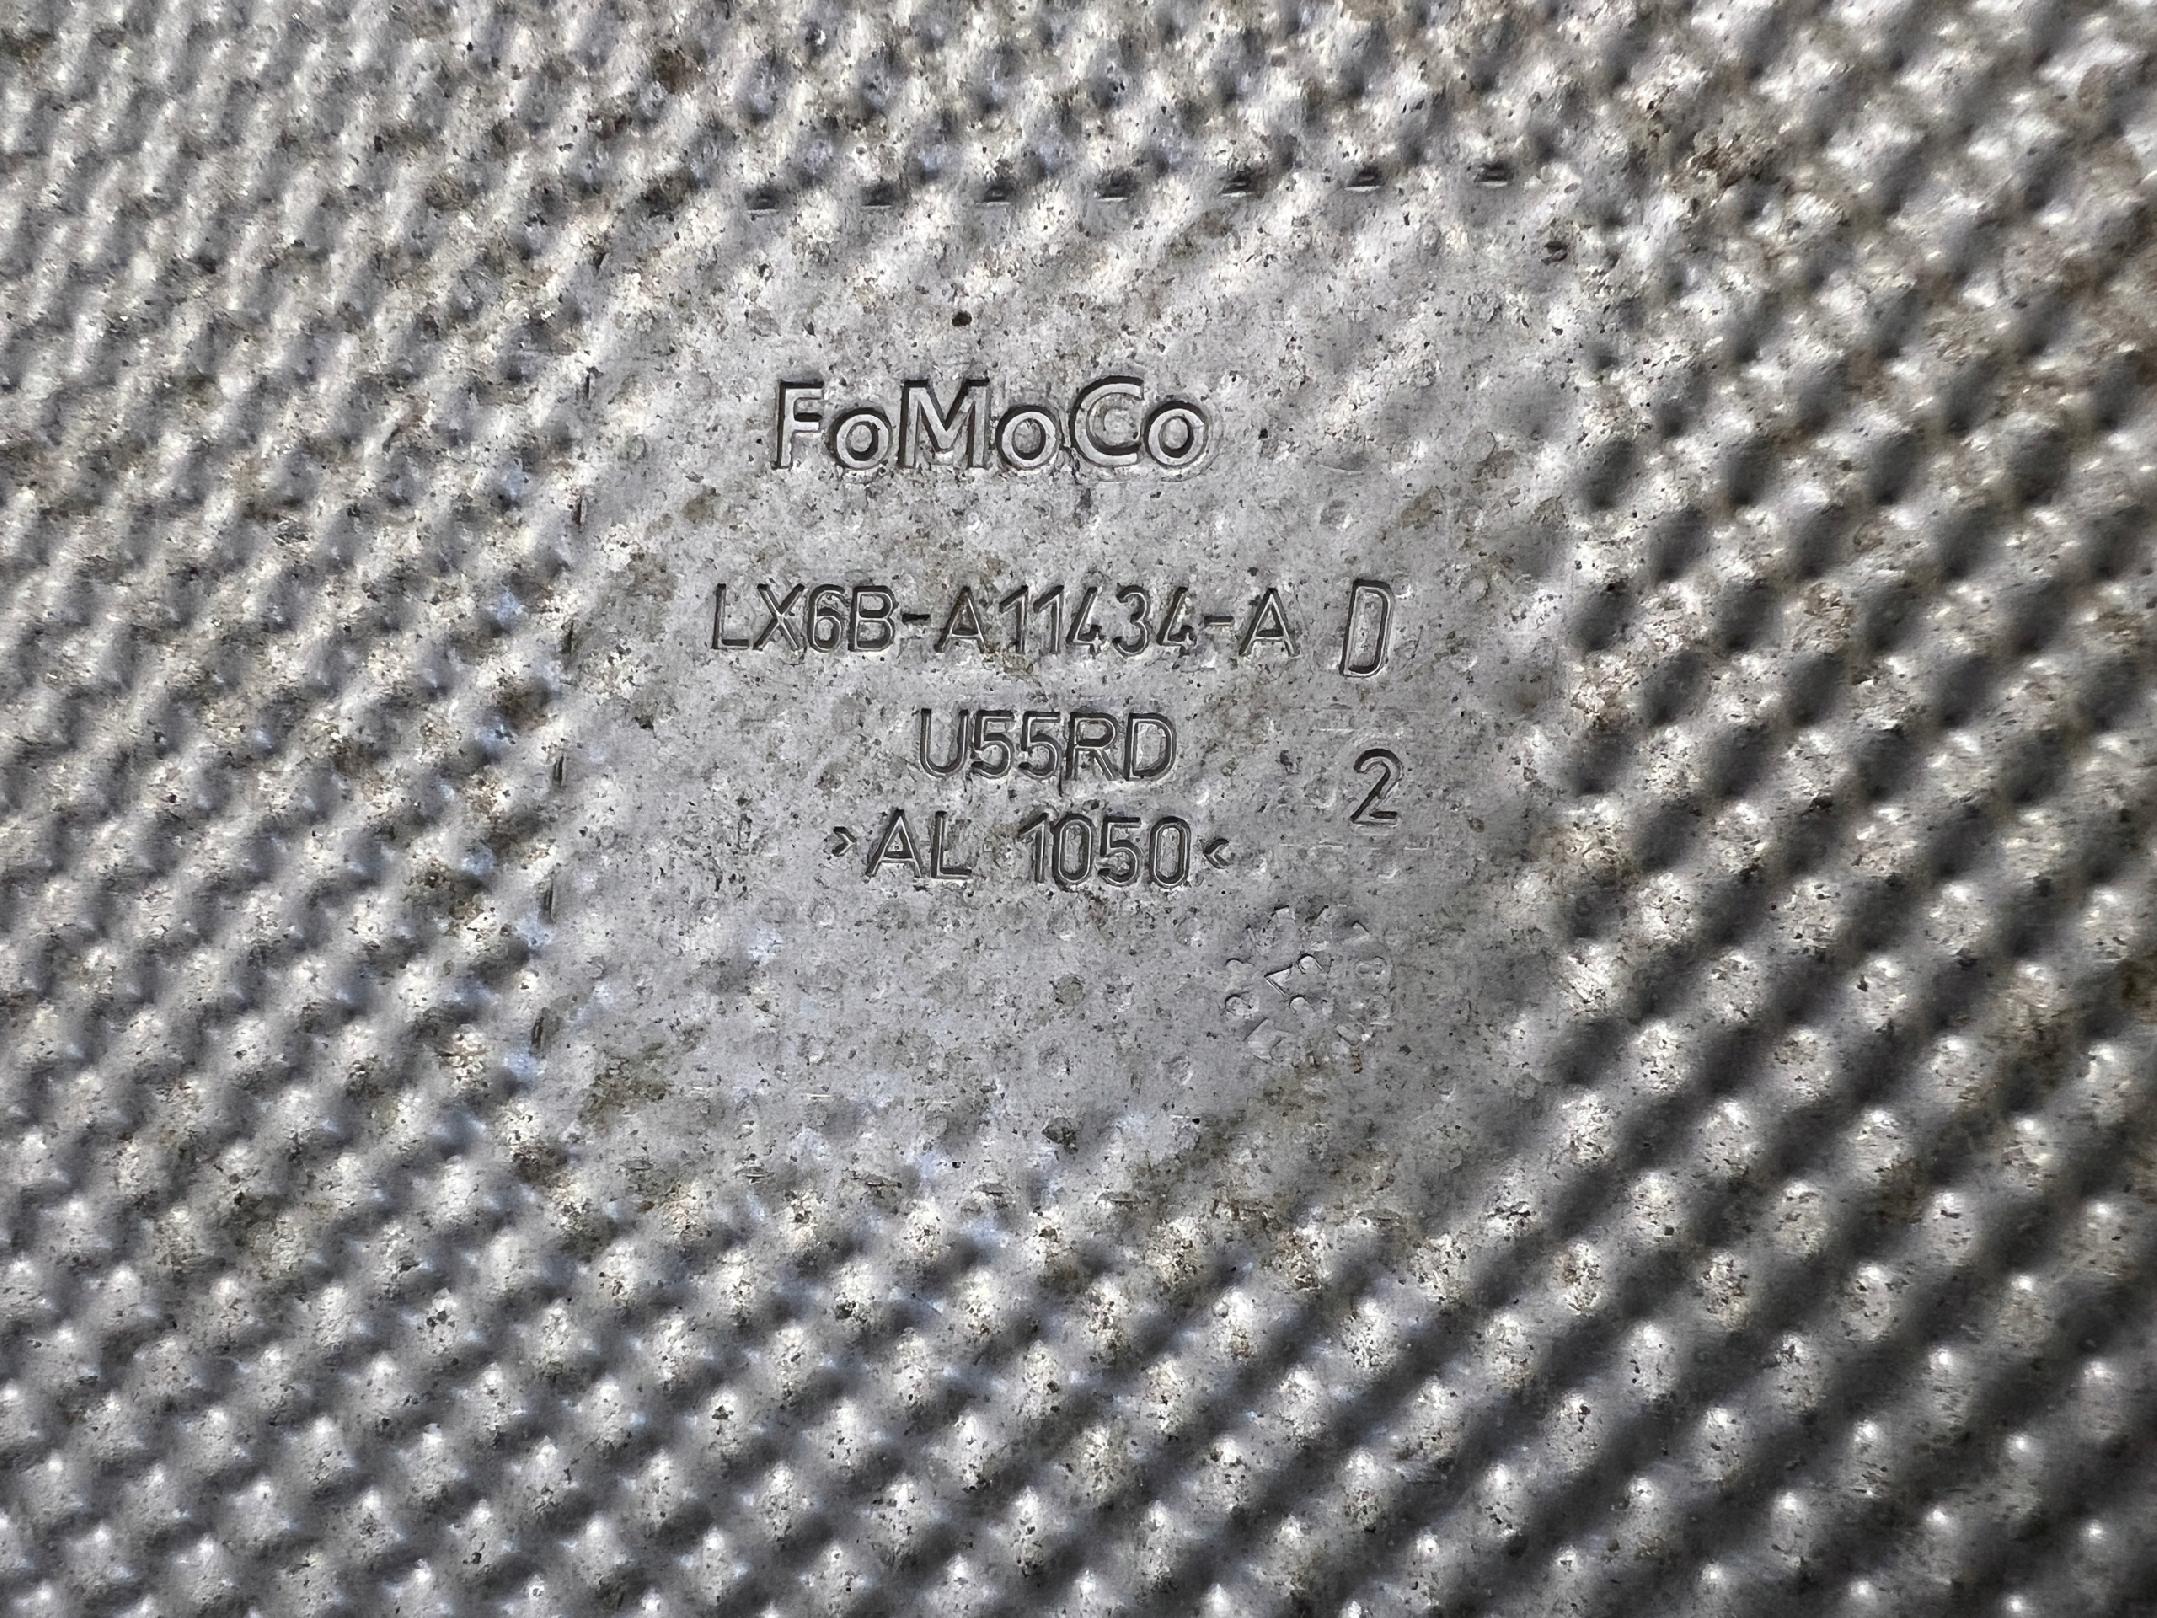 FoMoCo
LX6B-A11434-A D
U55RD
2
>AL 1050<